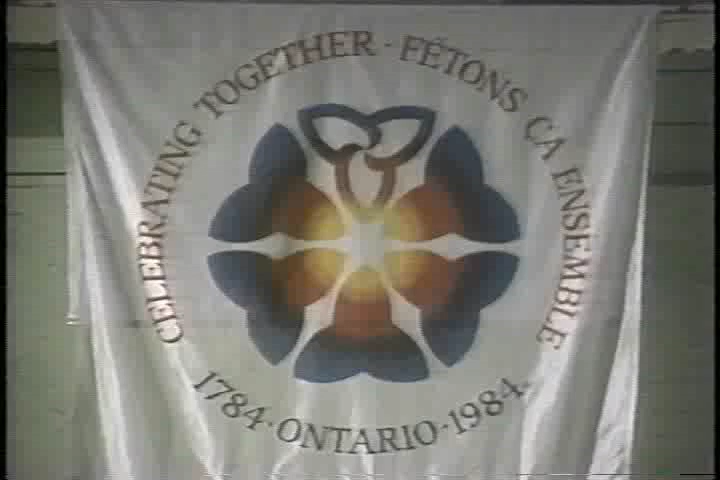 CELEBRATING TOGETHER · FÊTONS ÇA ENSEMBLE
1784 · ONTARIO · 1984